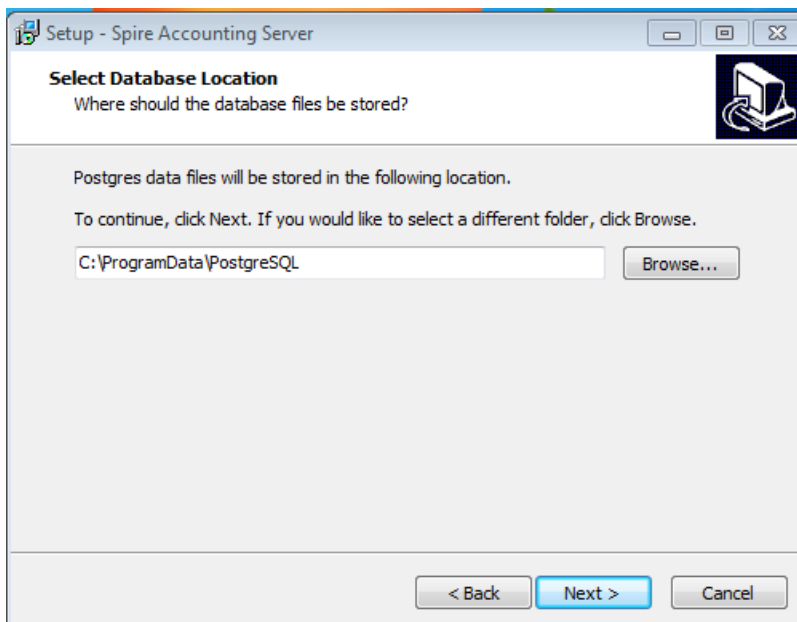 Setup - Spire Accounting Server
Select Database Location
Where should the database files be stored?
Postgres data files will be stored in the following location.
To continue, click Next. If you would like to select a different folder, click Browse.
C:\ProgramData\PostgreSQL
Browse...
< Back
Next >
Cancel